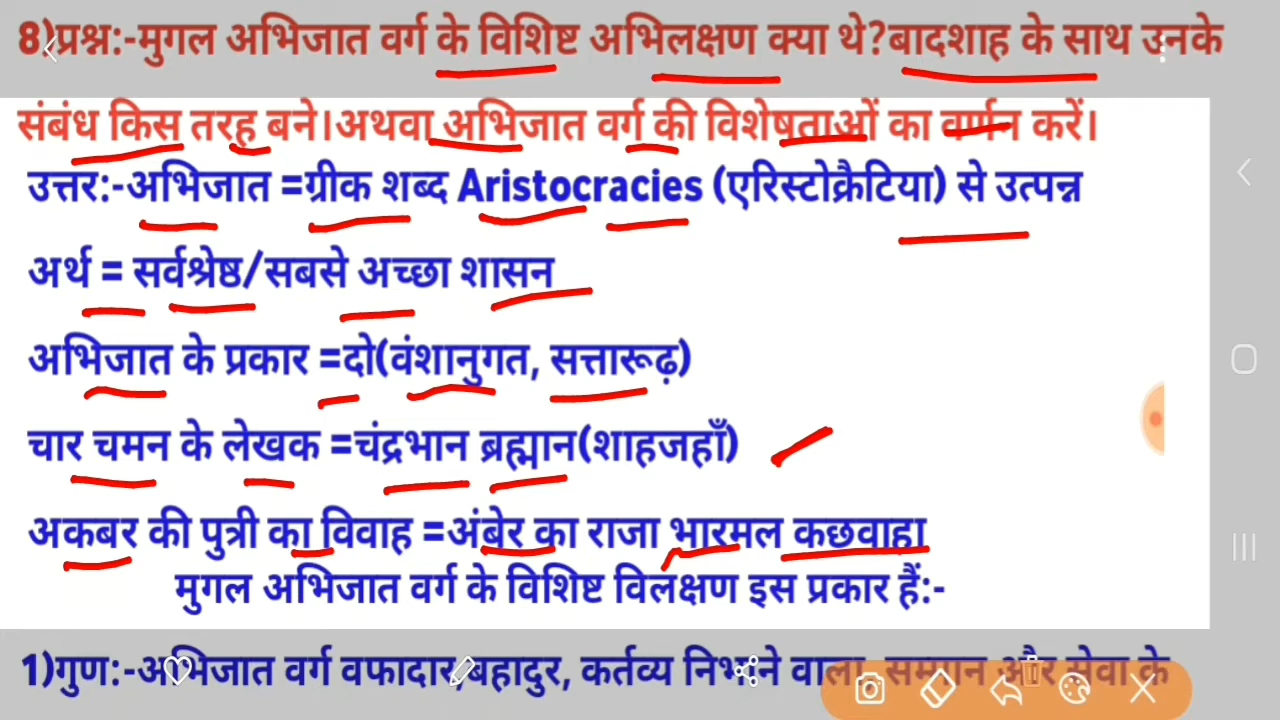 8)प्रश्न:-मुगल अभिजात वर्ग के विशिष्ट अभिलक्षण क्या थे?बादशाह के साथ उनके
संबंध किस तरह बने।अथवा अभिजात वर्ग की विशेषताओं का वर्णन करें।
उत्तर:-अभिजात =ग्रीक शब्द Aristocracies (एरिस्टोक्रैटिया) से उत्पन्न
अर्थ = सर्वश्रेष्ठ/सबसे अच्छा शासन
अभिजात के प्रकार =दो(वंशानुगत, सत्तारूढ़)
चार चमन के लेखक =चंद्रभान ब्रह्मान(शाहजहाँ)
अकबर की पुत्री का विवाह =अंबेर का राजा भारमल कछवाहा
मुगल अभिजात वर्ग के विशिष्ट विलक्षण इस प्रकार हैं:-
1)गुण:-अभिजात वर्ग वफादार,बहादुर, कर्तव्य निभाने वाला, सम्मान और सेवा के